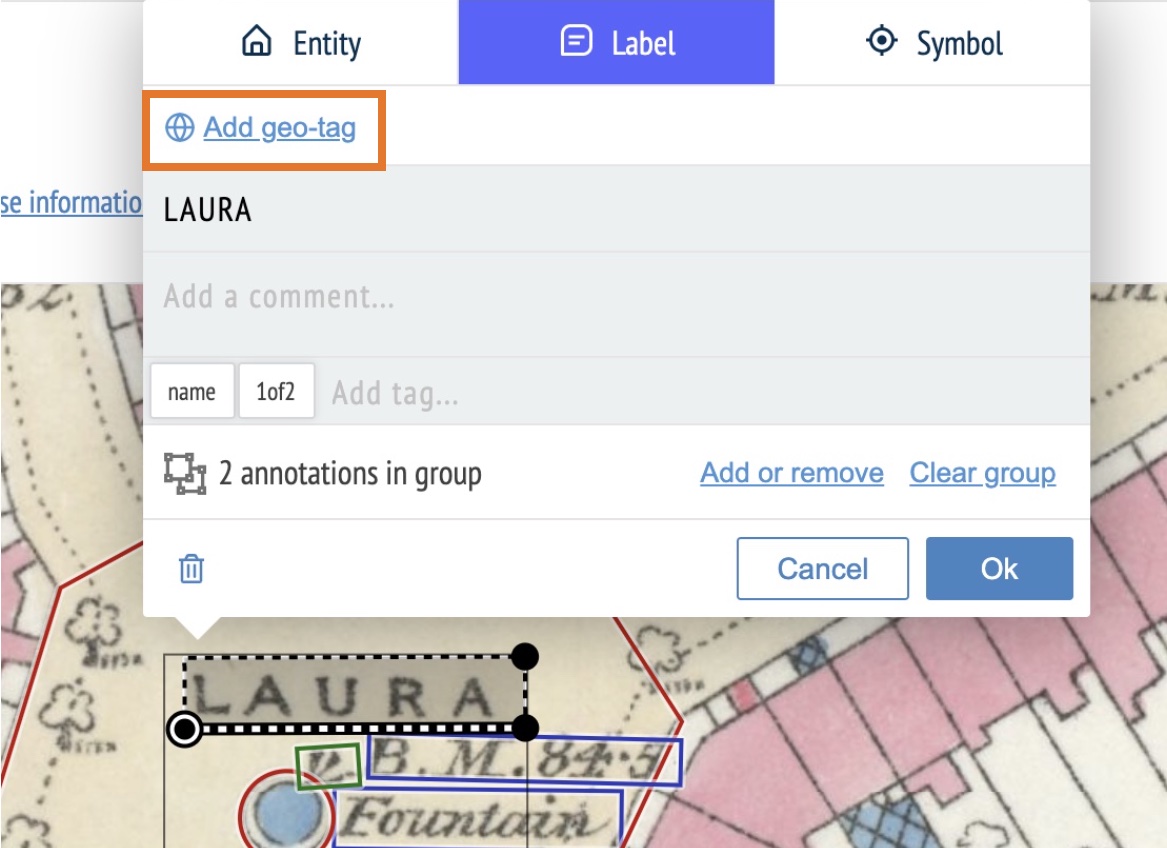 Entity Label Symbol
Add geo-tag
se informatio
LAURA
Add a comment...
name 1of2 Add tag...
2 annotations in group Add or remove Clear group
Cancel Ok
LAURA
B.M. 84·5
Fountain